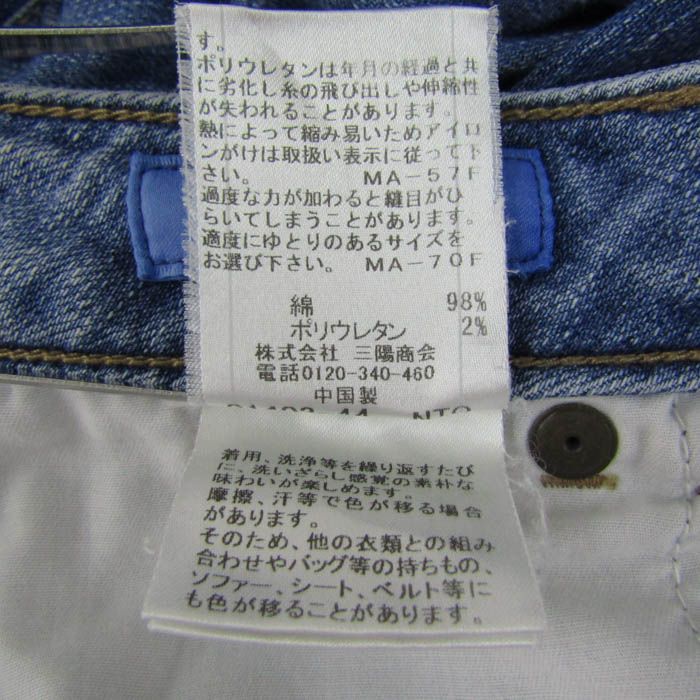 す。
ポリウレタンは年月の経過と共
に劣化し糸の飛び出しや伸縮性
が失われることがあります。
熱によって縮み易いためアイロ
ンがけは取扱い表示に従って下
さい。 MA-57F
過度な力が加わると縫目がひ
らいてしまうことがあります。
適度にゆとりのあるサイズを
お選び下さい。 MA-70F
綿 98%
ポリウレタン 2%
株式会社 三陽商会
電話0120-340-460
中国製
着用、洗浄等を繰り返すたび
に、洗いざらし感覚の素朴な
味わいが楽しめます。
摩擦、汗等で色が移る場合
があります。
そのため、他の衣類との組み
合わせやバッグ等の持ちもの、
ソファー、シート、ベルト等に
も色が移ることがあります。